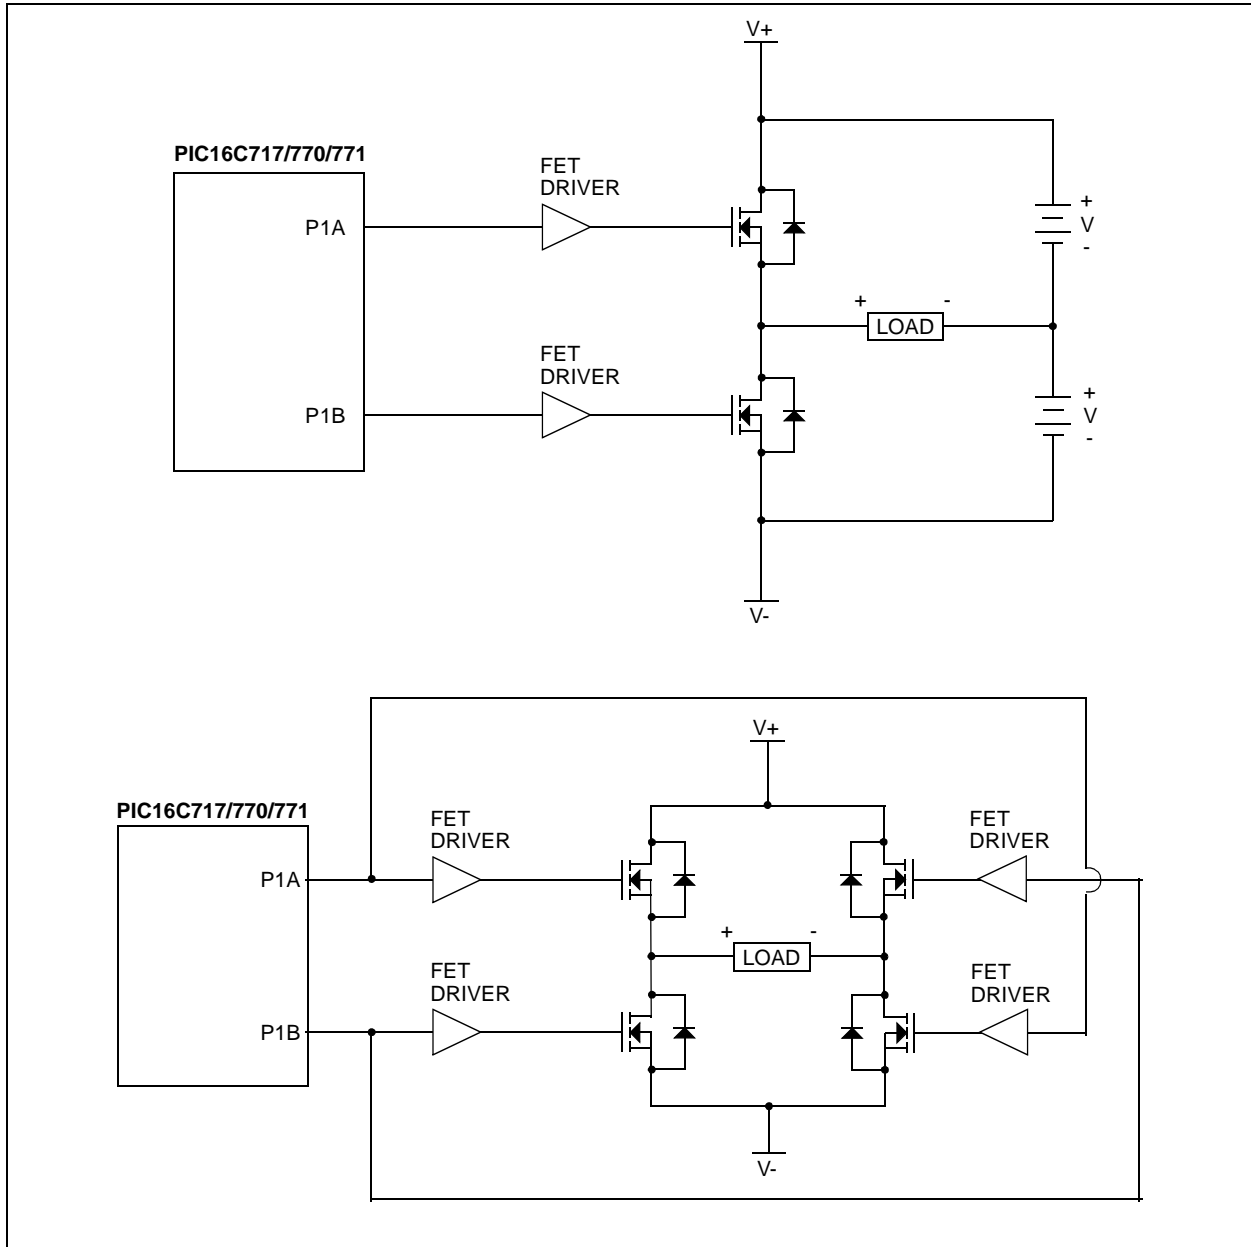 V+
PIC16C717/770/771
FET
DRIVER
P1A
+
V
-
+ -
LOAD
FET
DRIVER
P1B
+
V
-
V-
V+
PIC16C717/770/771
FET
DRIVER
FET
DRIVER
P1A
+ -
LOAD
FET
DRIVER
FET
DRIVER
P1B
V-